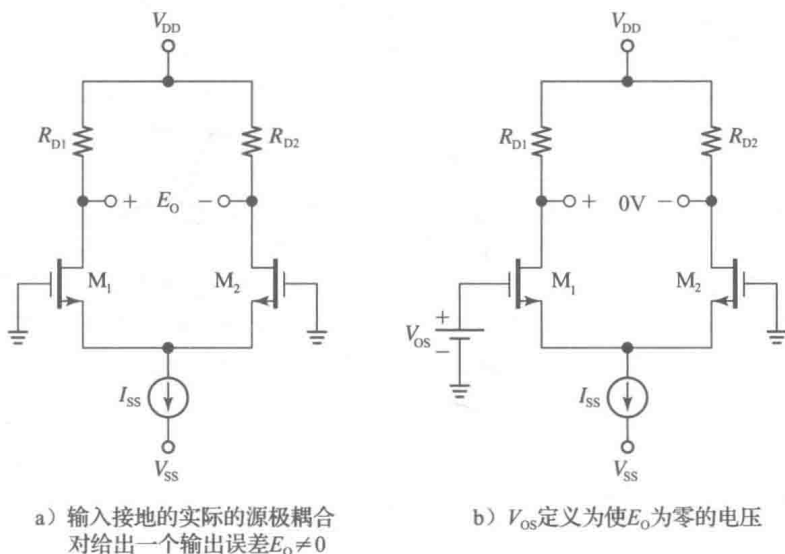 V_DD
V_DD
R_D1
R_D2
R_D1
R_D2
+ E_O −
+ 0V −
M_1
M_2
M_1
M_2
V_OS
+
−
I_SS
I_SS
V_SS
V_SS
a）输入接地的实际的源极耦合
对给出一个输出误差E_O≠0
b）V_OS定义为使E_O为零的电压